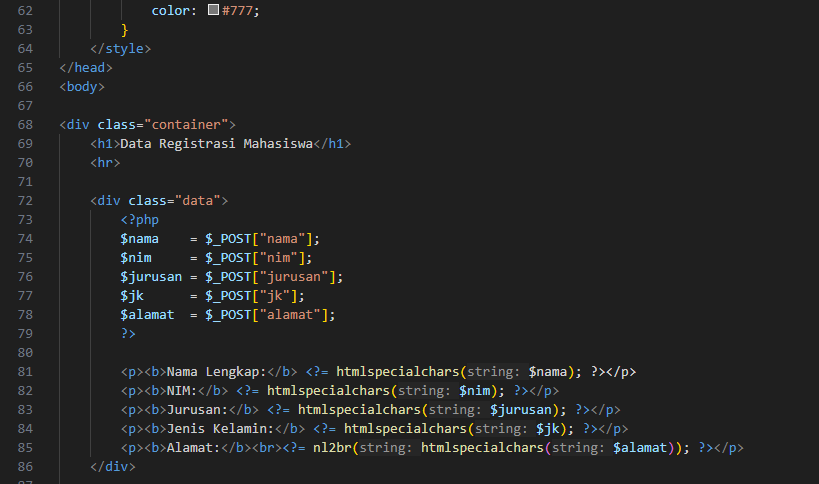 62 color: #777;
63 }
64 </style>
65 </head>
66 <body>
67
68 <div class="container">
69 <h1>Data Registrasi Mahasiswa</h1>
70 <hr>
71
72 <div class="data">
73 <?php
74 $nama    = $_POST["nama"];
75 $nim     = $_POST["nim"];
76 $jurusan = $_POST["jurusan"];
77 $jk      = $_POST["jk"];
78 $alamat  = $_POST["alamat"];
79 ?>
80
81 <p><b>Nama Lengkap:</b> <?= htmlspecialchars(string: $nama); ?></p>
82 <p><b>NIM:</b> <?= htmlspecialchars(string: $nim); ?></p>
83 <p><b>Jurusan:</b> <?= htmlspecialchars(string: $jurusan); ?></p>
84 <p><b>Jenis Kelamin:</b> <?= htmlspecialchars(string: $jk); ?></p>
85 <p><b>Alamat:</b><br><?= nl2br(string: htmlspecialchars(string: $alamat)); ?></p>
86 </div>